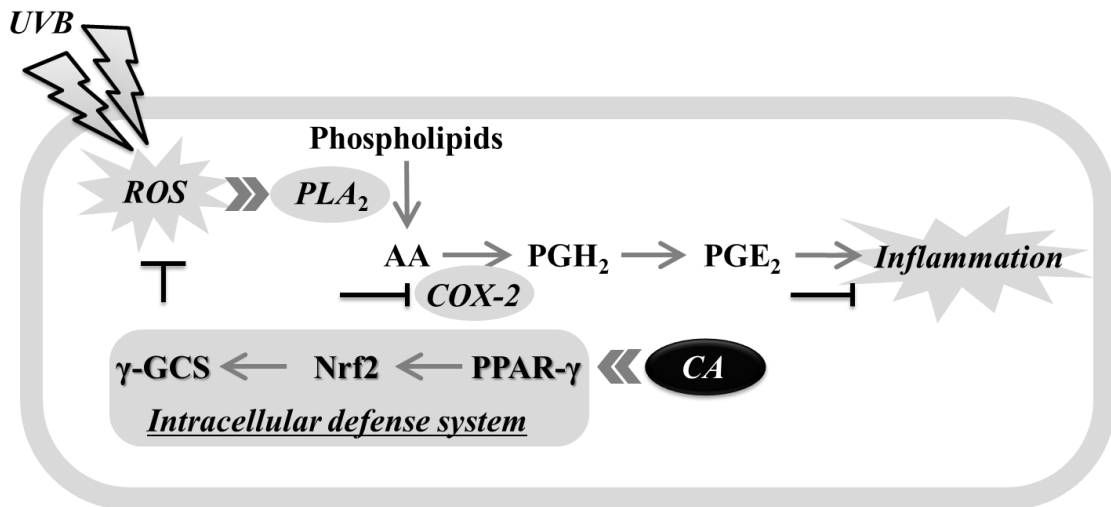 UVB
Phospholipids
ROS
PLA₂
AA
PGH₂
PGE₂
Inflammation
COX-2
γ-GCS
Nrf2
PPAR-γ
CA
Intracellular defense system